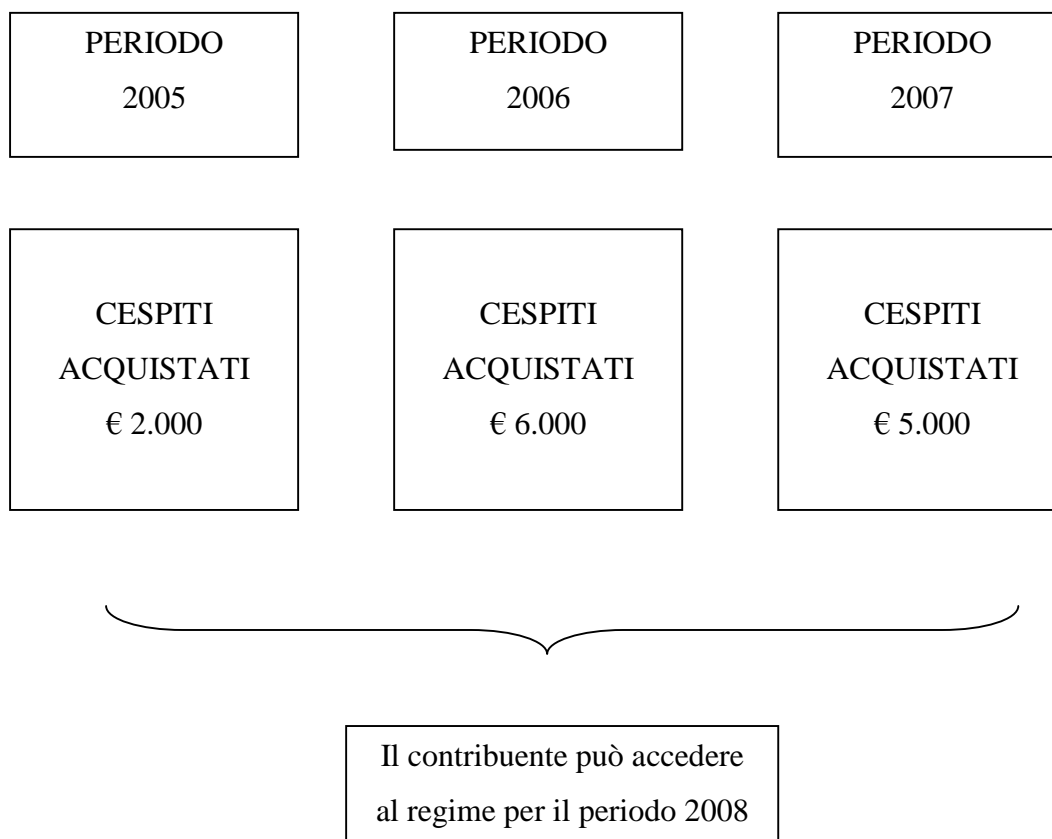 PERIODO
2005
PERIODO
2006
PERIODO
2007
CESPITI
ACQUISTATI
€ 2.000
CESPITI
ACQUISTATI
€ 6.000
CESPITI
ACQUISTATI
€ 5.000
Il contribuente può accedere
al regime per il periodo 2008